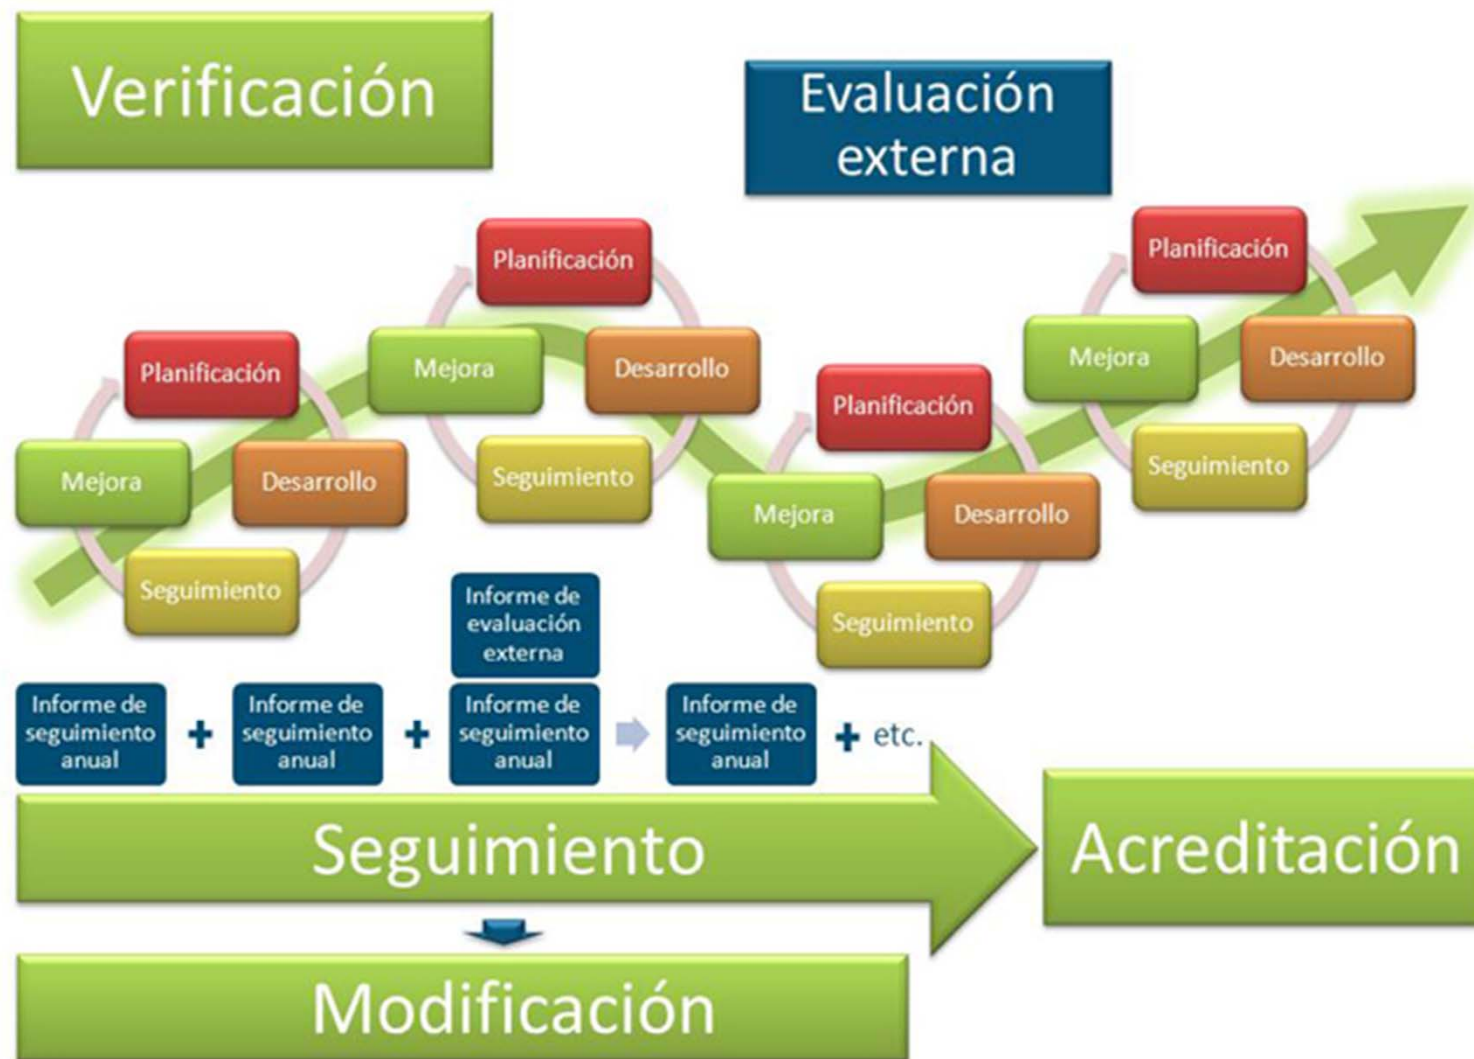 Verificación
Evaluación
externa
Planificación
Mejora
Desarrollo
Seguimiento
Planificación
Mejora
Desarrollo
Seguimiento
Planificación
Mejora
Desarrollo
Seguimiento
Planificación
Mejora
Desarrollo
Seguimiento
Informe de
evaluación
externa
Informe de
seguimiento
anual
+
Informe de
seguimiento
anual
+
Informe de
seguimiento
anual
Informe de
seguimiento
anual
+ etc.
Seguimiento
Acreditación
Modificación